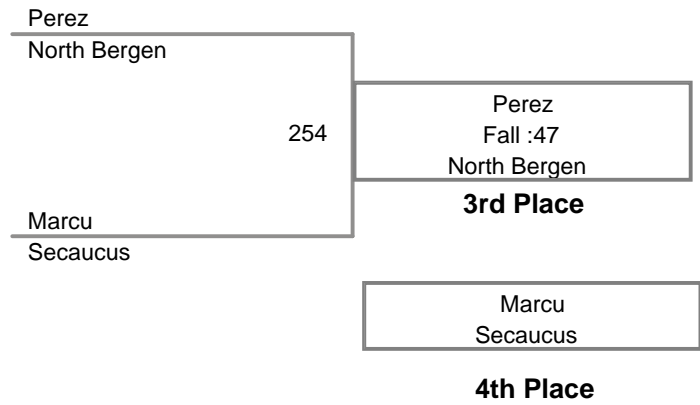 Perez
North Bergen
254
Perez
Fall :47
North Bergen
3rd Place
Marcu
Secaucus
Marcu
Secaucus
4th Place